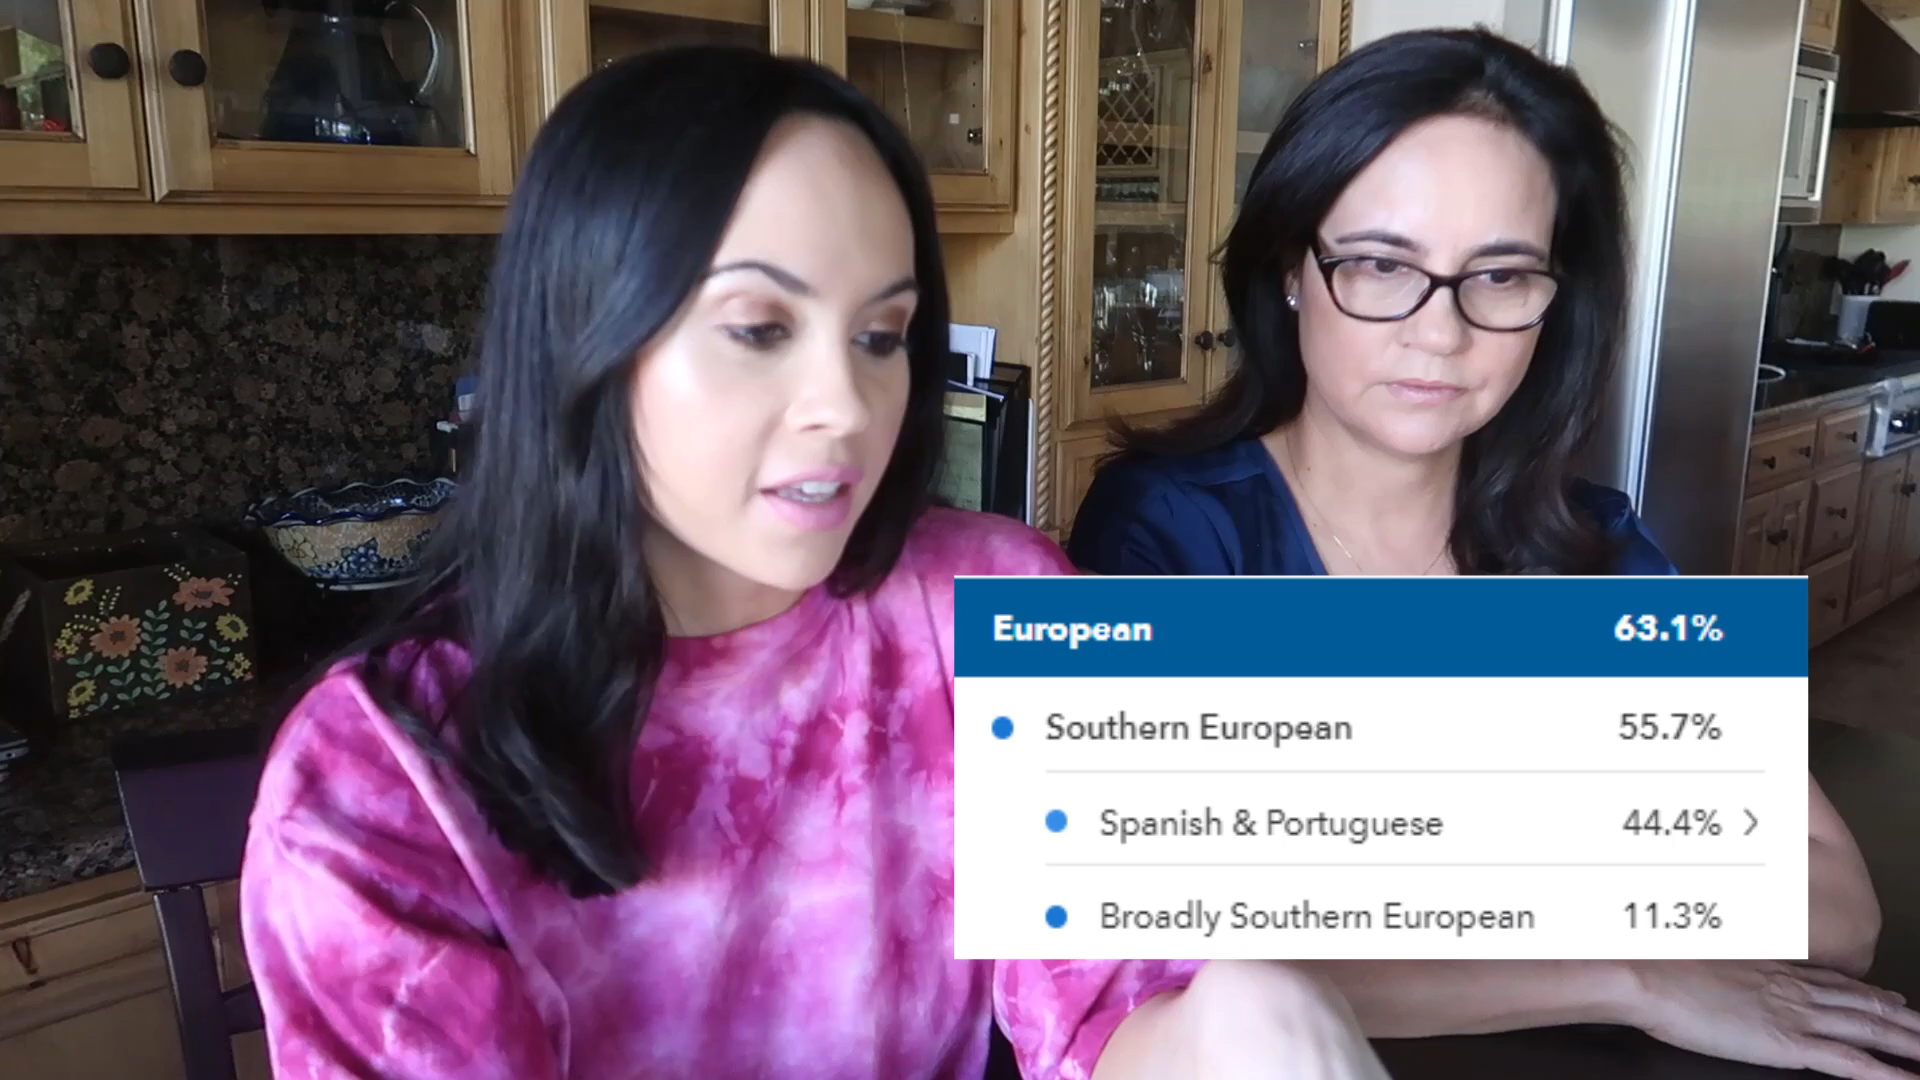 European 63.1%
Southern European 55.7%
Spanish & Portuguese 44.4%
Broadly Southern European 11.3%